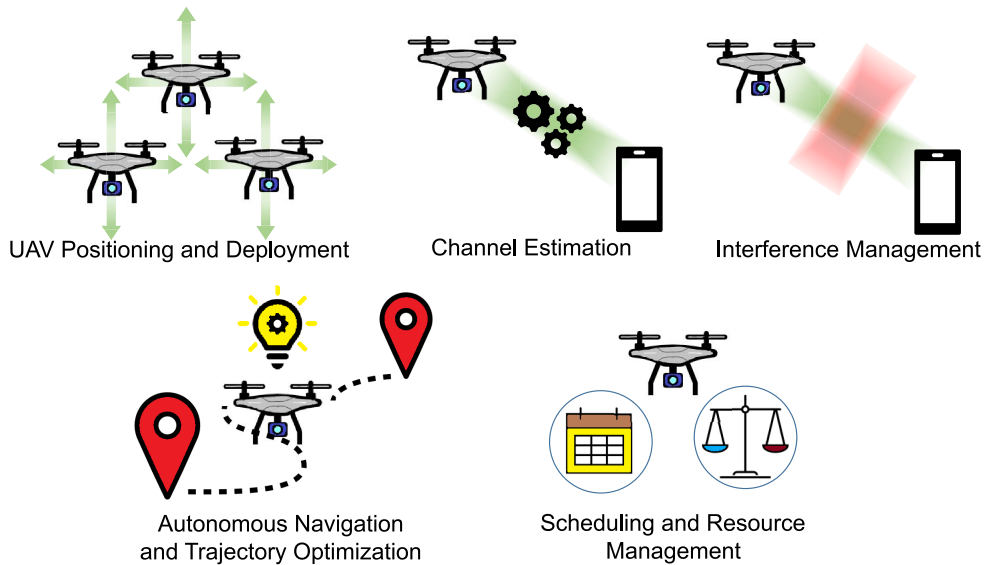 UAV Positioning and Deployment
Channel Estimation
Interference Management
Autonomous Navigation
and Trajectory Optimization
Scheduling and Resource
Management